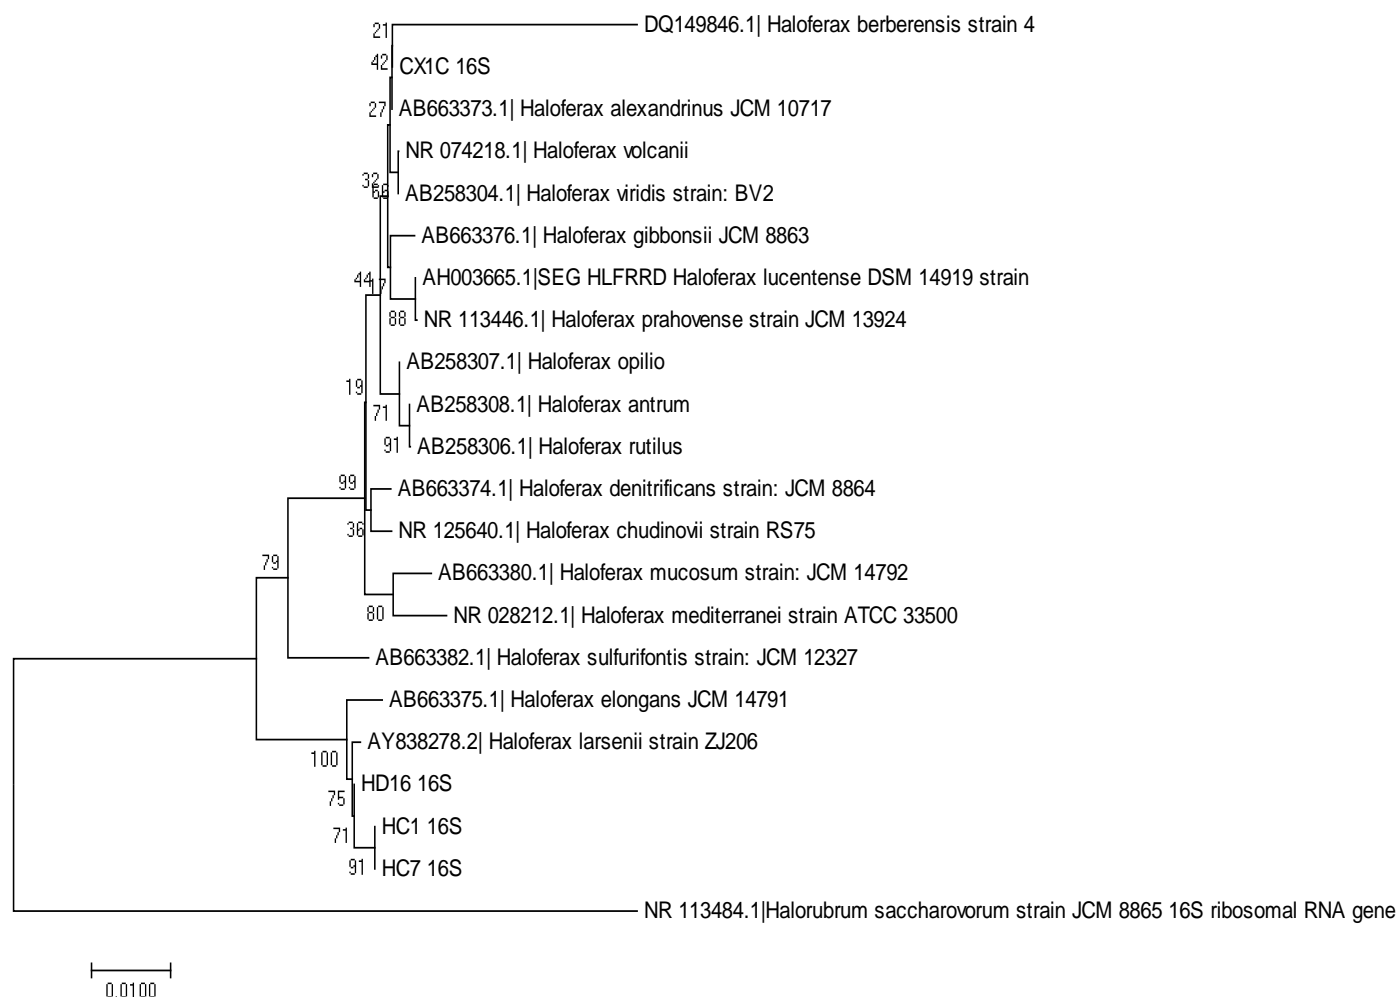 DQ149846.1| Haloferax berberensis strain 4
21
42
CX1C 16S
27
AB663373.1| Haloferax alexandrinus JCM 10717
NR 074218.1| Haloferax volcanii
32
66
AB258304.1| Haloferax viridis strain: BV2
AB663376.1| Haloferax gibbonsii JCM 8863
44
17
AH003665.1|SEG HLFRRD Haloferax lucentense DSM 14919 strain
88
NR 113446.1| Haloferax prahovense strain JCM 13924
AB258307.1| Haloferax opilio
19
71
AB258308.1| Haloferax antrum
91
AB258306.1| Haloferax rutilus
99
AB663374.1| Haloferax denitrificans strain: JCM 8864
36
NR 125640.1| Haloferax chudinovii strain RS75
79
AB663380.1| Haloferax mucosum strain: JCM 14792
80
NR 028212.1| Haloferax mediterranei strain ATCC 33500
AB663382.1| Haloferax sulfurifontis strain: JCM 12327
AB663375.1| Haloferax elongans JCM 14791
100
AY838278.2| Haloferax larsenii strain ZJ206
75
HD16 16S
71
HC1 16S
91
HC7 16S
NR 113484.1|Halorubrum saccharovorum strain JCM 8865 16S ribosomal RNA gene
0.0100